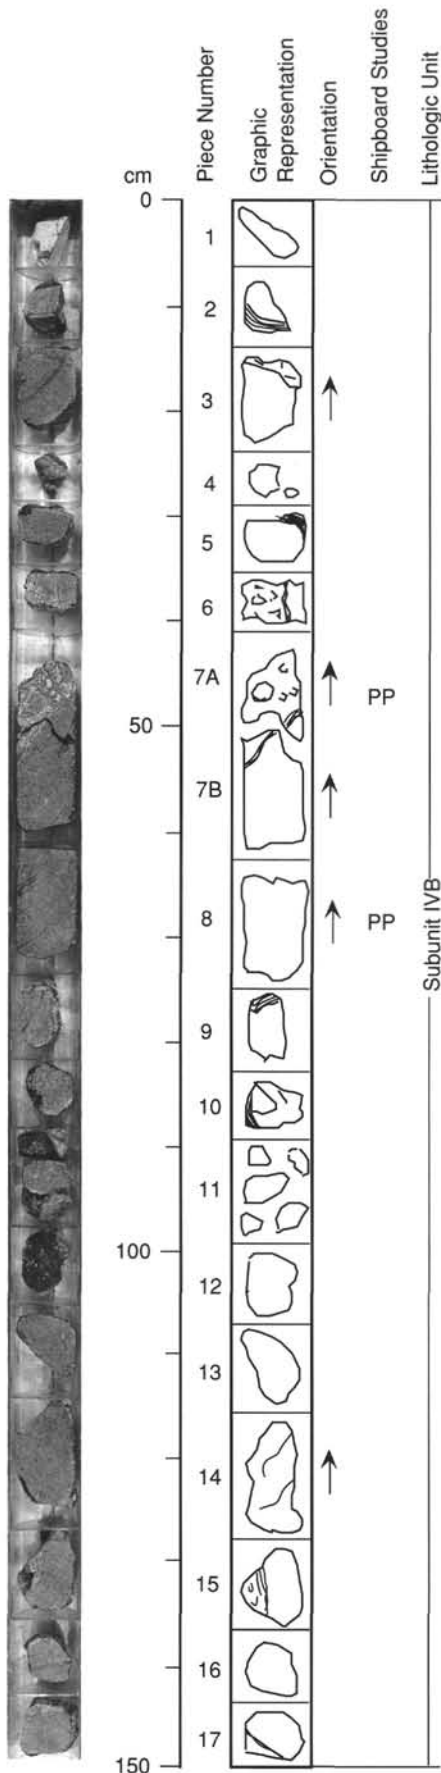 cm
Piece Number
Graphic
Representation
Orientation
Shipboard Studies
Lithologic Unit
0
1
2
3
4
5
6
7A
PP
50
7B
8
PP
Subunit IVB
9
10
11
100
12
13
14
15
16
17
150